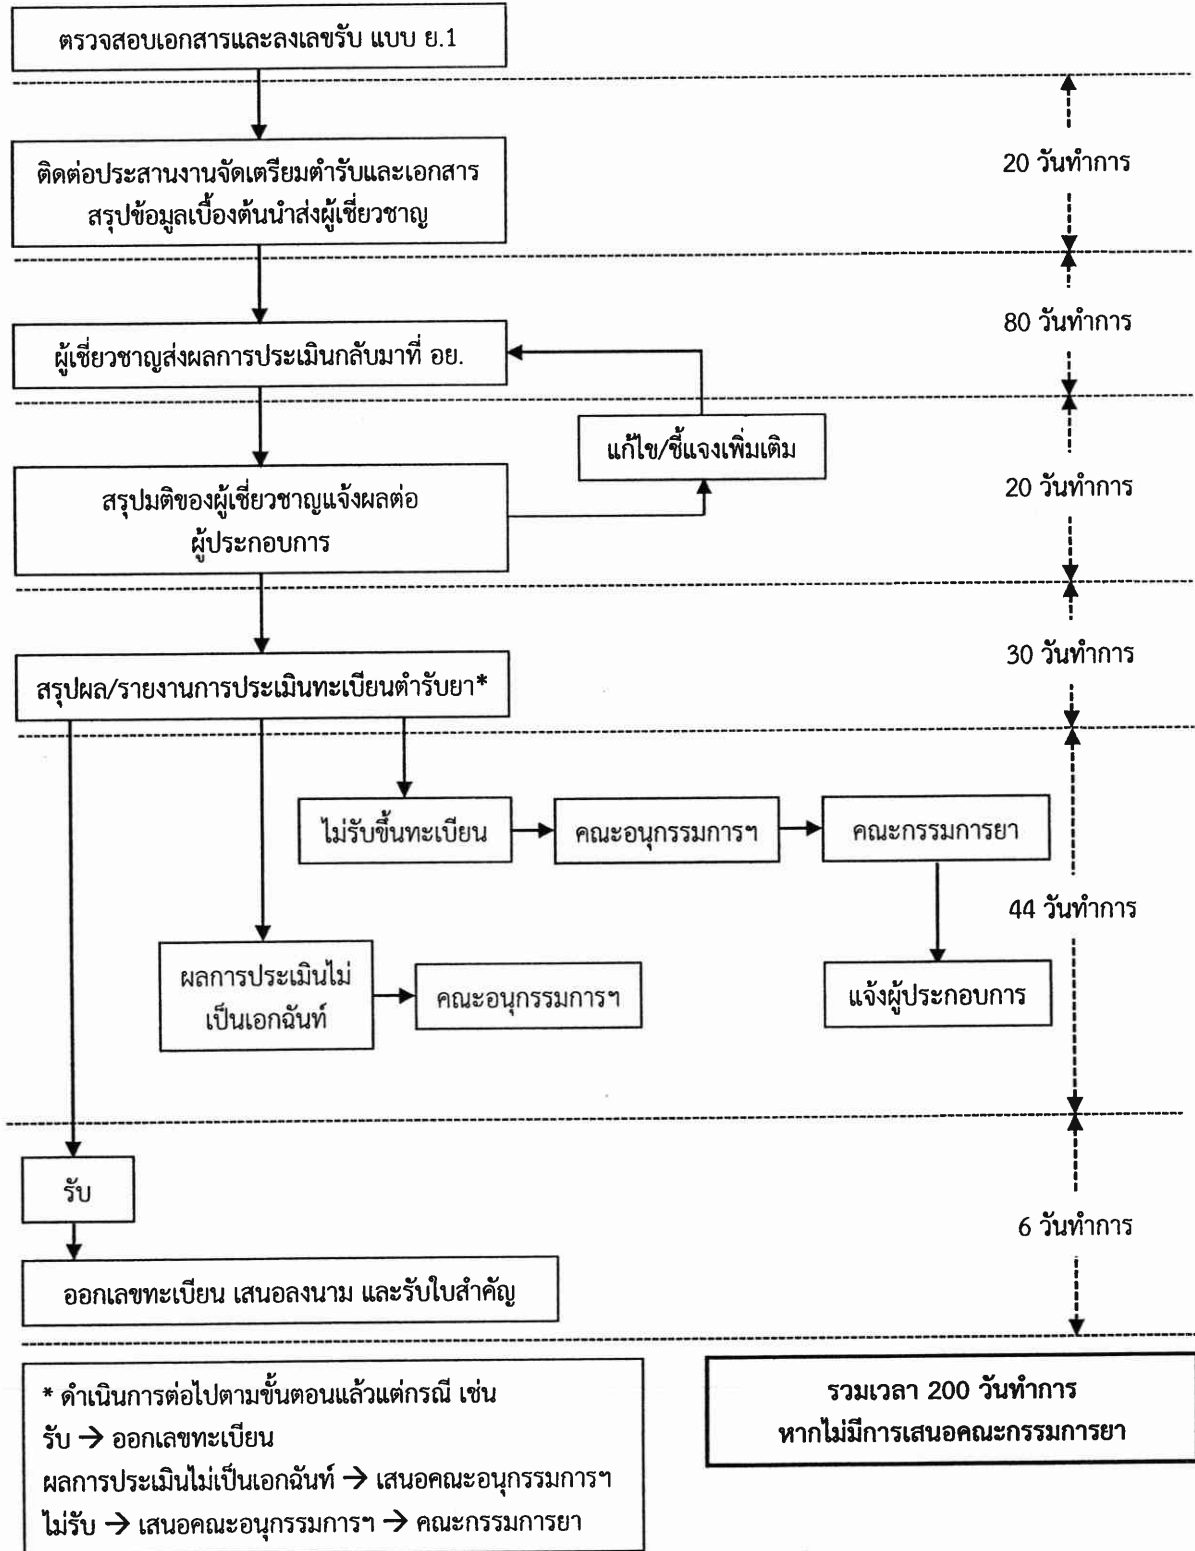 ตรวจสอบเอกสารและลงเลขรับ แบบ ย.1
ติดต่อประสานงานจัดเตรียมตำรับและเอกสาร
สรุปข้อมูลเบื้องต้นนำส่งผู้เชี่ยวชาญ
20 วันทำการ
80 วันทำการ
ผู้เชี่ยวชาญส่งผลการประเมินกลับมาที่ อย.
แก้ไข/ชี้แจงเพิ่มเติม
สรุปมติของผู้เชี่ยวชาญแจ้งผลต่อ
ผู้ประกอบการ
20 วันทำการ
30 วันทำการ
สรุปผล/รายงานการประเมินทะเบียนตำรับยา*
ไม่รับขึ้นทะเบียน
คณะอนุกรรมการฯ
คณะกรรมการยา
44 วันทำการ
ผลการประเมินไม่
เป็นเอกฉันท์
คณะอนุกรรมการฯ
แจ้งผู้ประกอบการ
รับ
6 วันทำการ
ออกเลขทะเบียน เสนอลงนาม และรับใบสำคัญ
* ดำเนินการต่อไปตามขั้นตอนแล้วแต่กรณี เช่น
รับ → ออกเลขทะเบียน
ผลการประเมินไม่เป็นเอกฉันท์ → เสนอคณะอนุกรรมการฯ
ไม่รับ → เสนอคณะอนุกรรมการฯ → คณะกรรมการยา
รวมเวลา 200 วันทำการ
หากไม่มีการเสนอคณะกรรมการยา